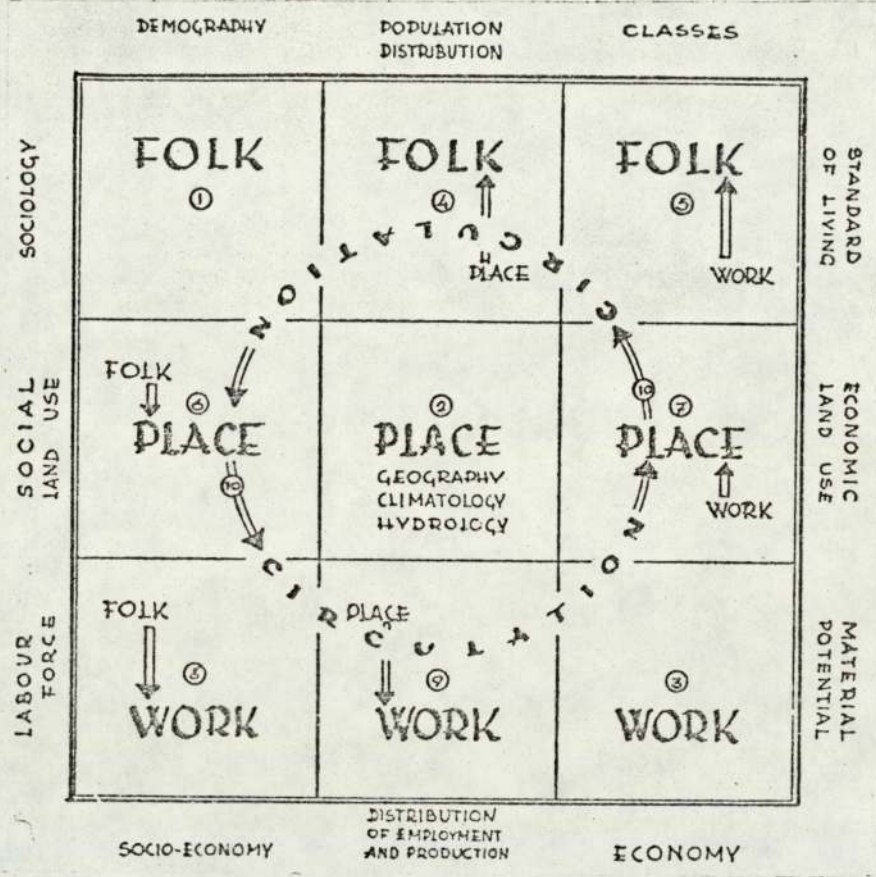 DEMOGRAPHY
POPULATION
DISTRIBUTION
CLASSES
SOCIOLOGY
STANDARD
OF LIVING
FOLK
①
FOLK
④
PLACE
FOLK
⑤
WORK
CIRCULATION
SOCIAL
LAND USE
ECONOMIC
LAND USE
FOLK
⑥
PLACE
⑩
②
PLACE
GEOGRAPHY
CLIMATOLOGY
HYDROLOGY
⑩
⑦
PLACE
WORK
CIRCULATION
LABOUR
FORCE
MATERIAL
POTENTIAL
FOLK
WORK
PLACE
⑨
WORK
③
WORK
SOCIO-ECONOMY
DISTRIBUTION
OF EMPLOYMENT
AND PRODUCTION
ECONOMY